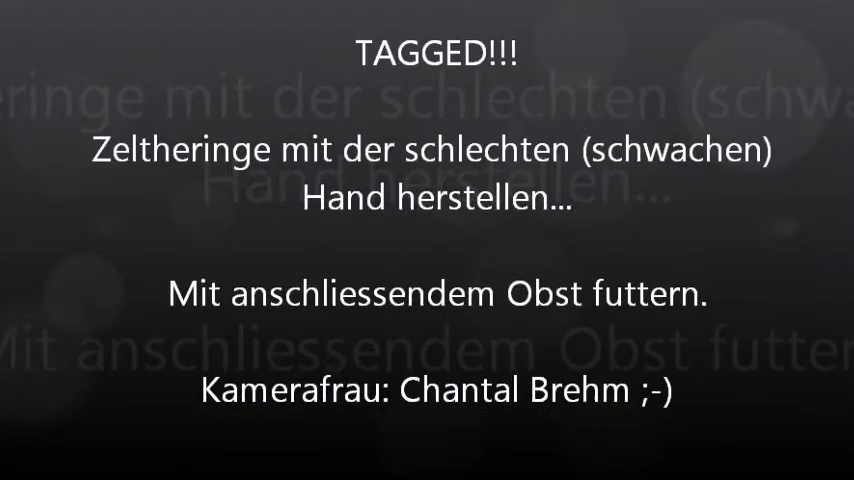 TAGGED!!!
Zeltheringe mit der schlechten (schwachen)
Hand herstellen...
Mit anschliessendem Obst futtern.
Kamerafrau: Chantal Brehm ;-)